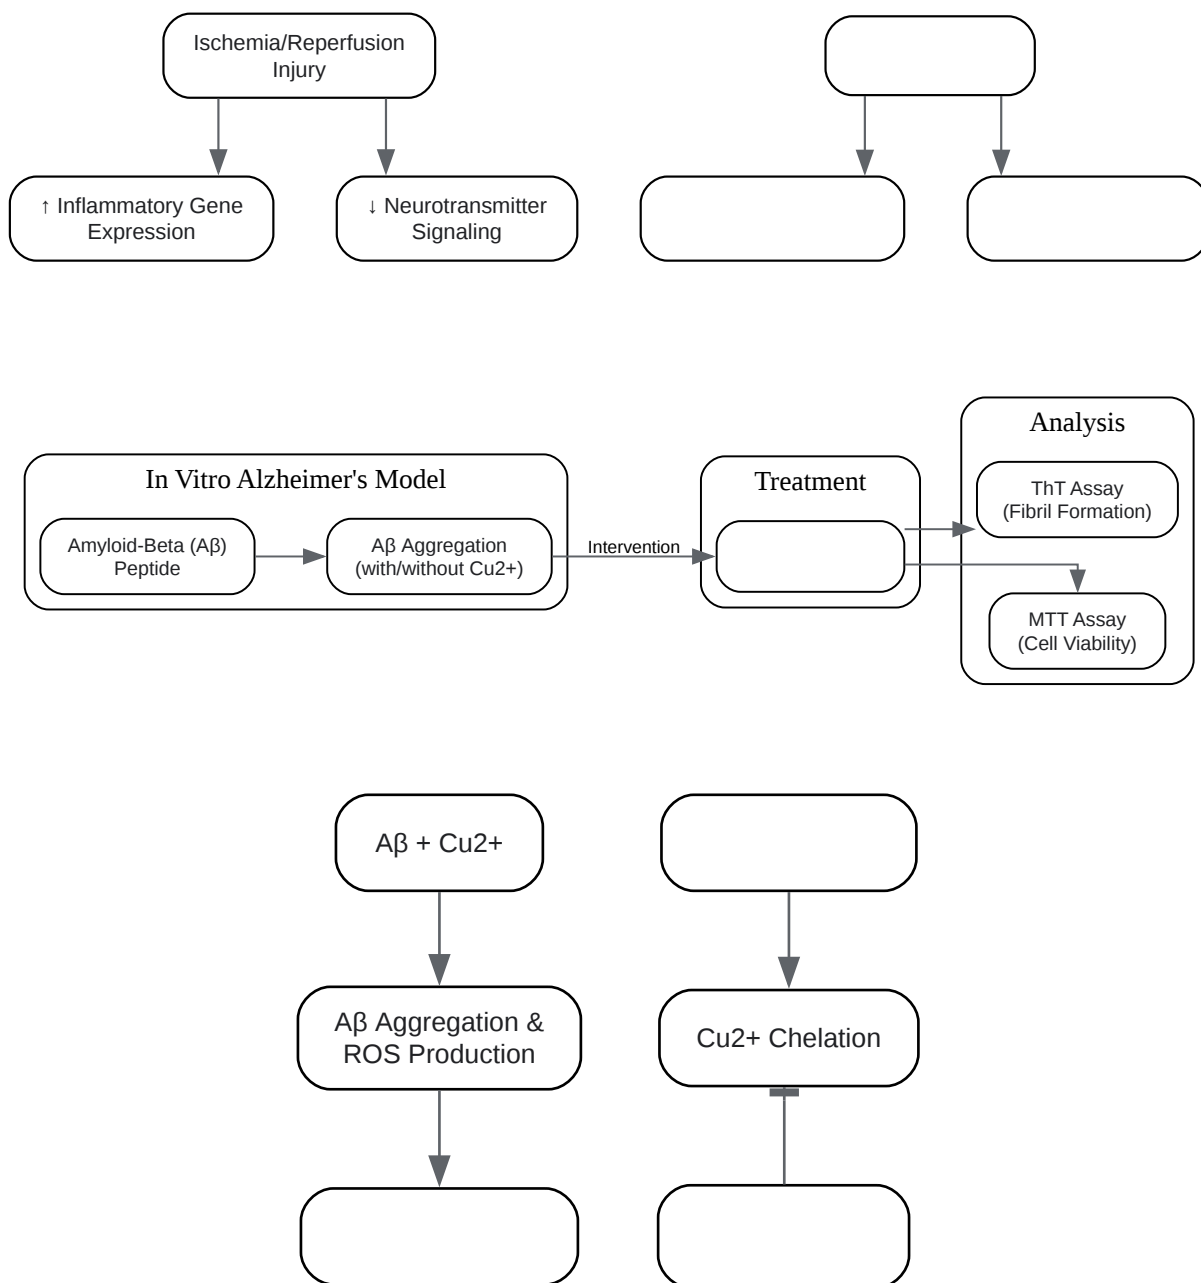 Ischemia/Reperfusion
Injury
↑ Inflammatory Gene
Expression
↓ Neurotransmitter
Signaling
In Vitro Alzheimer's Model
Amyloid-Beta (Aβ)
Peptide
Aβ Aggregation
(with/without Cu2+)
Intervention
Treatment
Analysis
ThT Assay
(Fibril Formation)
MTT Assay
(Cell Viability)
Aβ + Cu2+
Aβ Aggregation &
ROS Production
Cu2+ Chelation